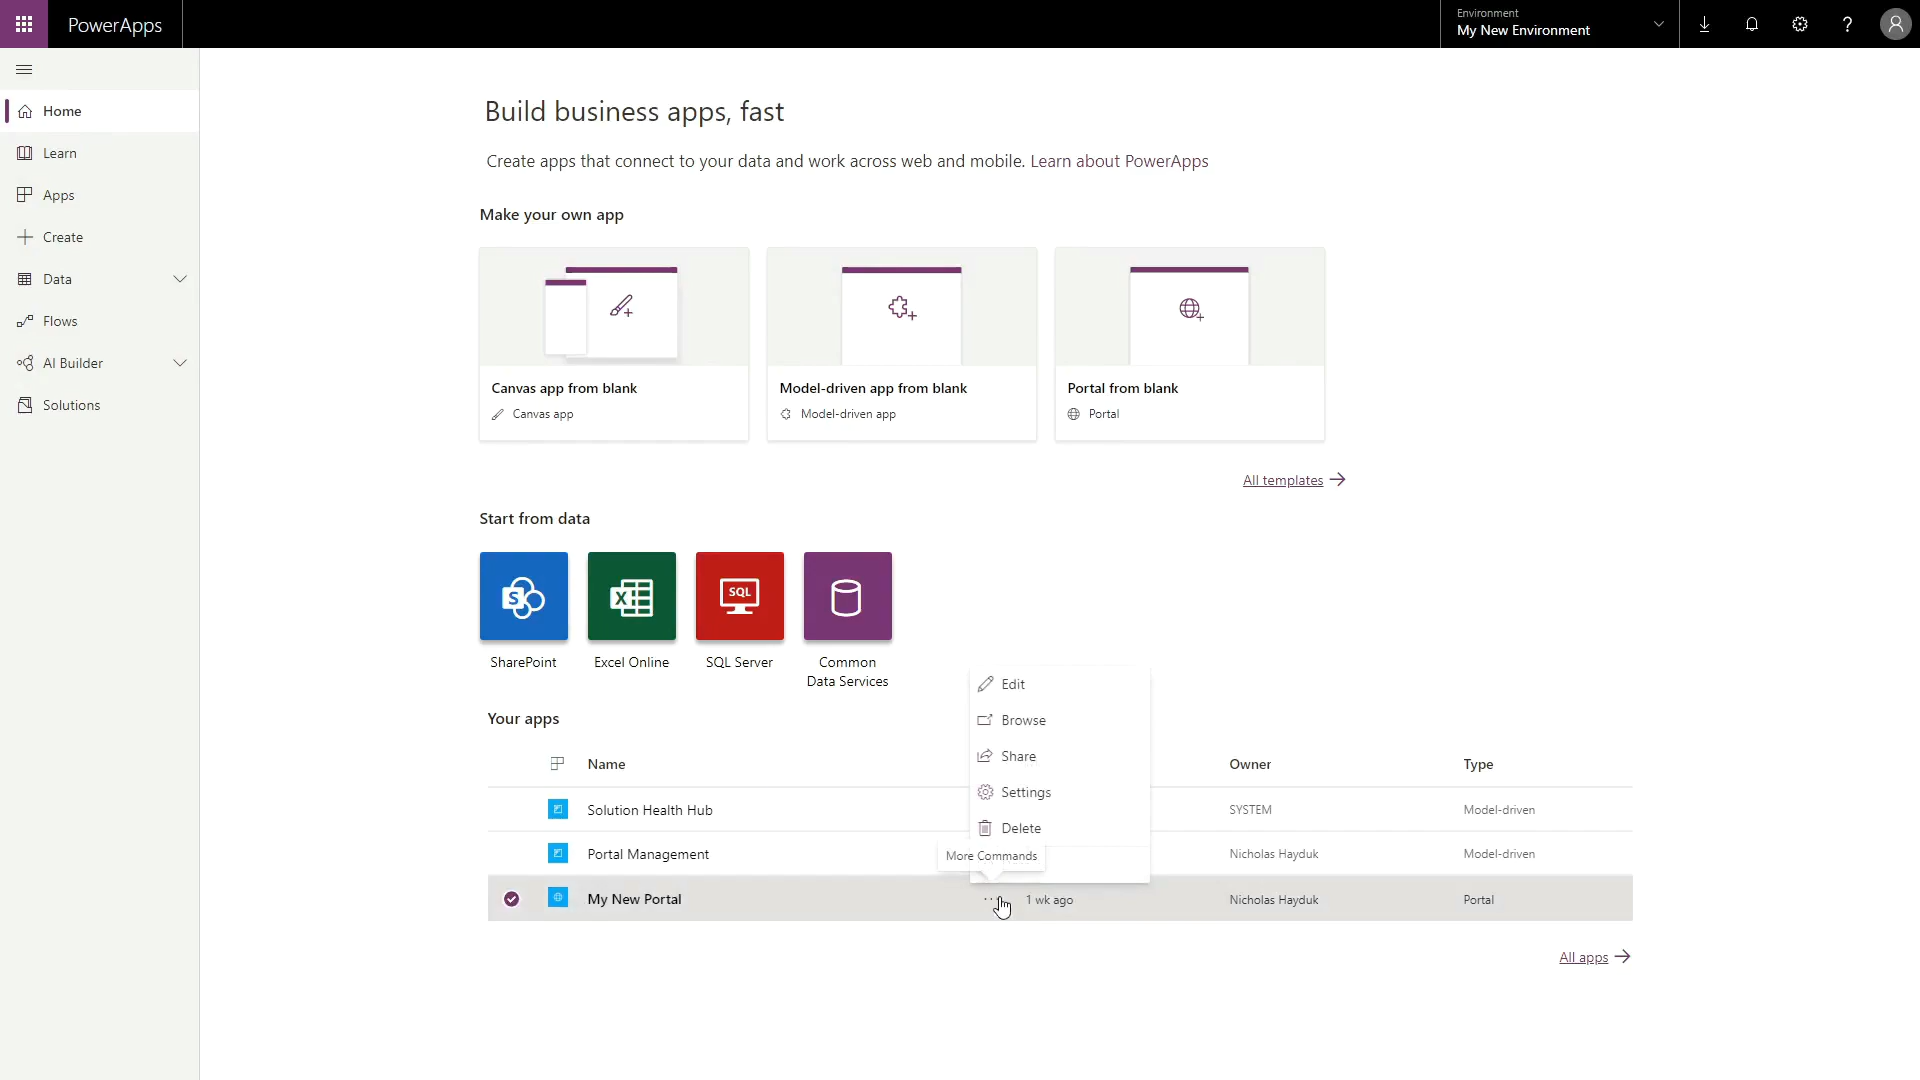 PowerApps
Environment
My New Environment
?
Home
Learn
Apps
Create
Data
Flows
AI Builder
Solutions
Build business apps, fast
Create apps that connect to your data and work across web and mobile. Learn about PowerApps
Make your own app
Canvas app from blank
Canvas app
Model-driven app from blank
Model-driven app
Portal from blank
Portal
All templates
Start from data
S
X
SQL
SharePoint
Excel Online
SQL Server
Common
Data Services
Edit
Browse
Share
Settings
Delete
More Commands
Your apps
Name
Owner
Type
Solution Health Hub
SYSTEM
Model-driven
Portal Management
Nicholas Hayduk
Model-driven
My New Portal
1 wk ago
Nicholas Hayduk
Portal
All apps